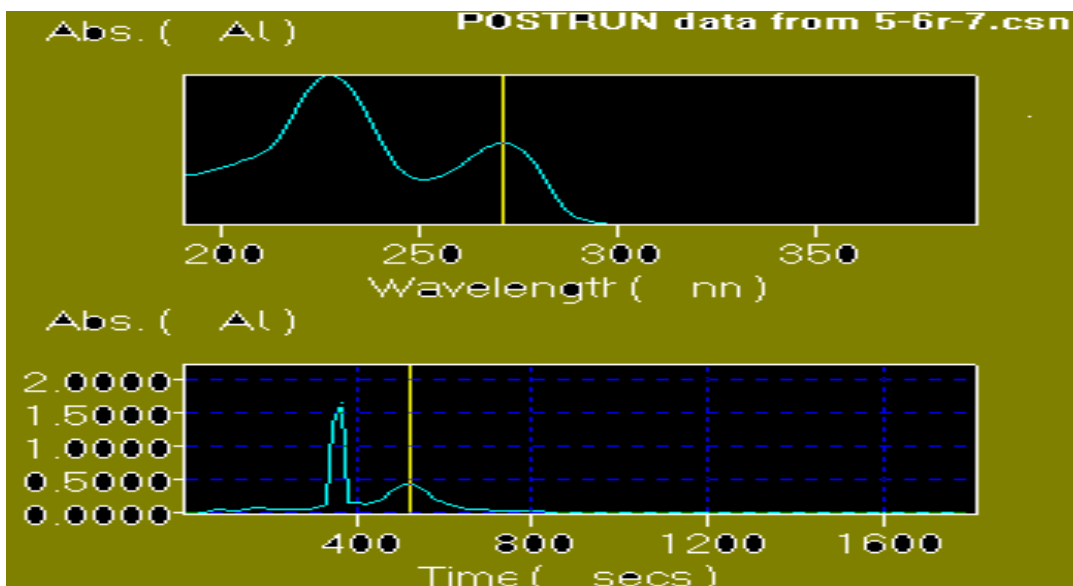 POSTRUN data from 5-6r-7.csn
Abs. ( AU )
200 250 300 350
Wavelength ( nn )
Abs. ( AU )
2.0000
1.5000
1.0000
0.5000
0.0000
400 800 1200 1600
Time ( secs )